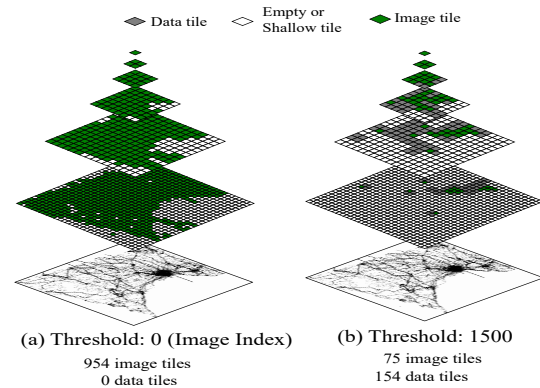 Data tile
Empty or
Shallow tile
Image tile
(a) Threshold: 0 (Image Index)
954 image tiles
0 data tiles
(b) Threshold: 1500
75 image tiles
154 data tiles